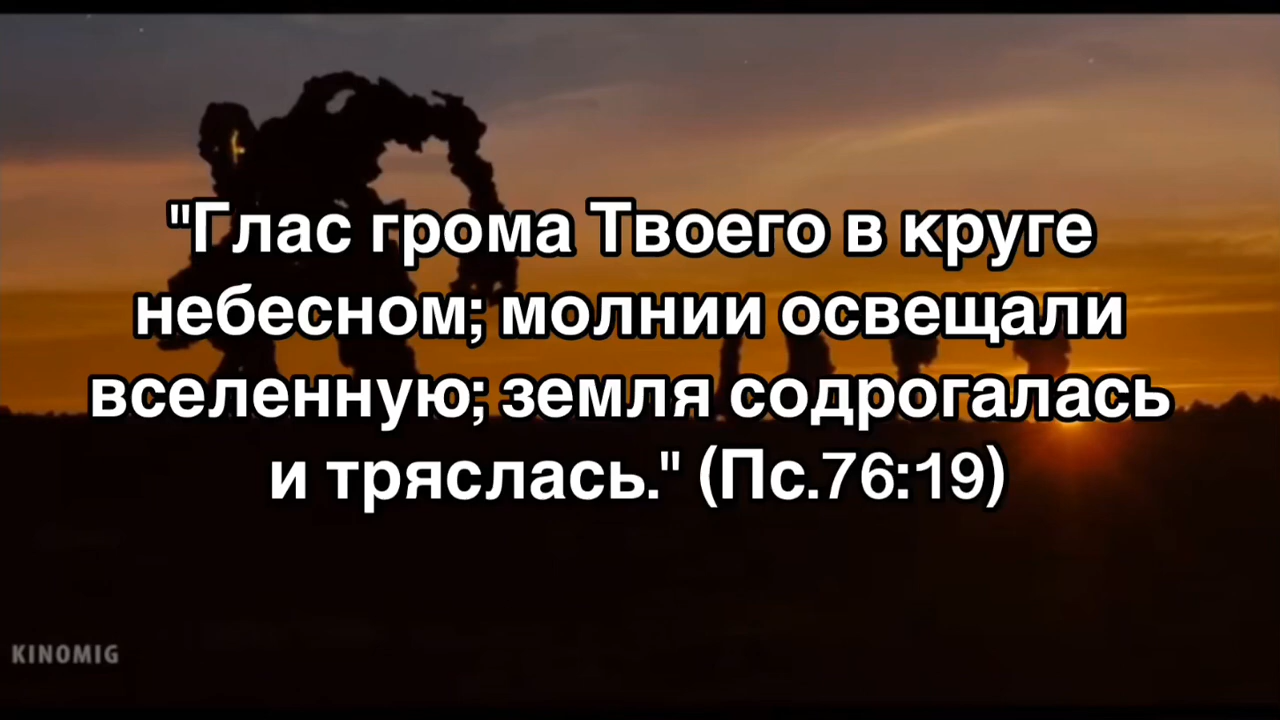 "Глас грома Твоего в круге
небесном; молнии освещали
вселенную; земля содрогалась
и тряслась." (Пс.76:19)
KINOMIG